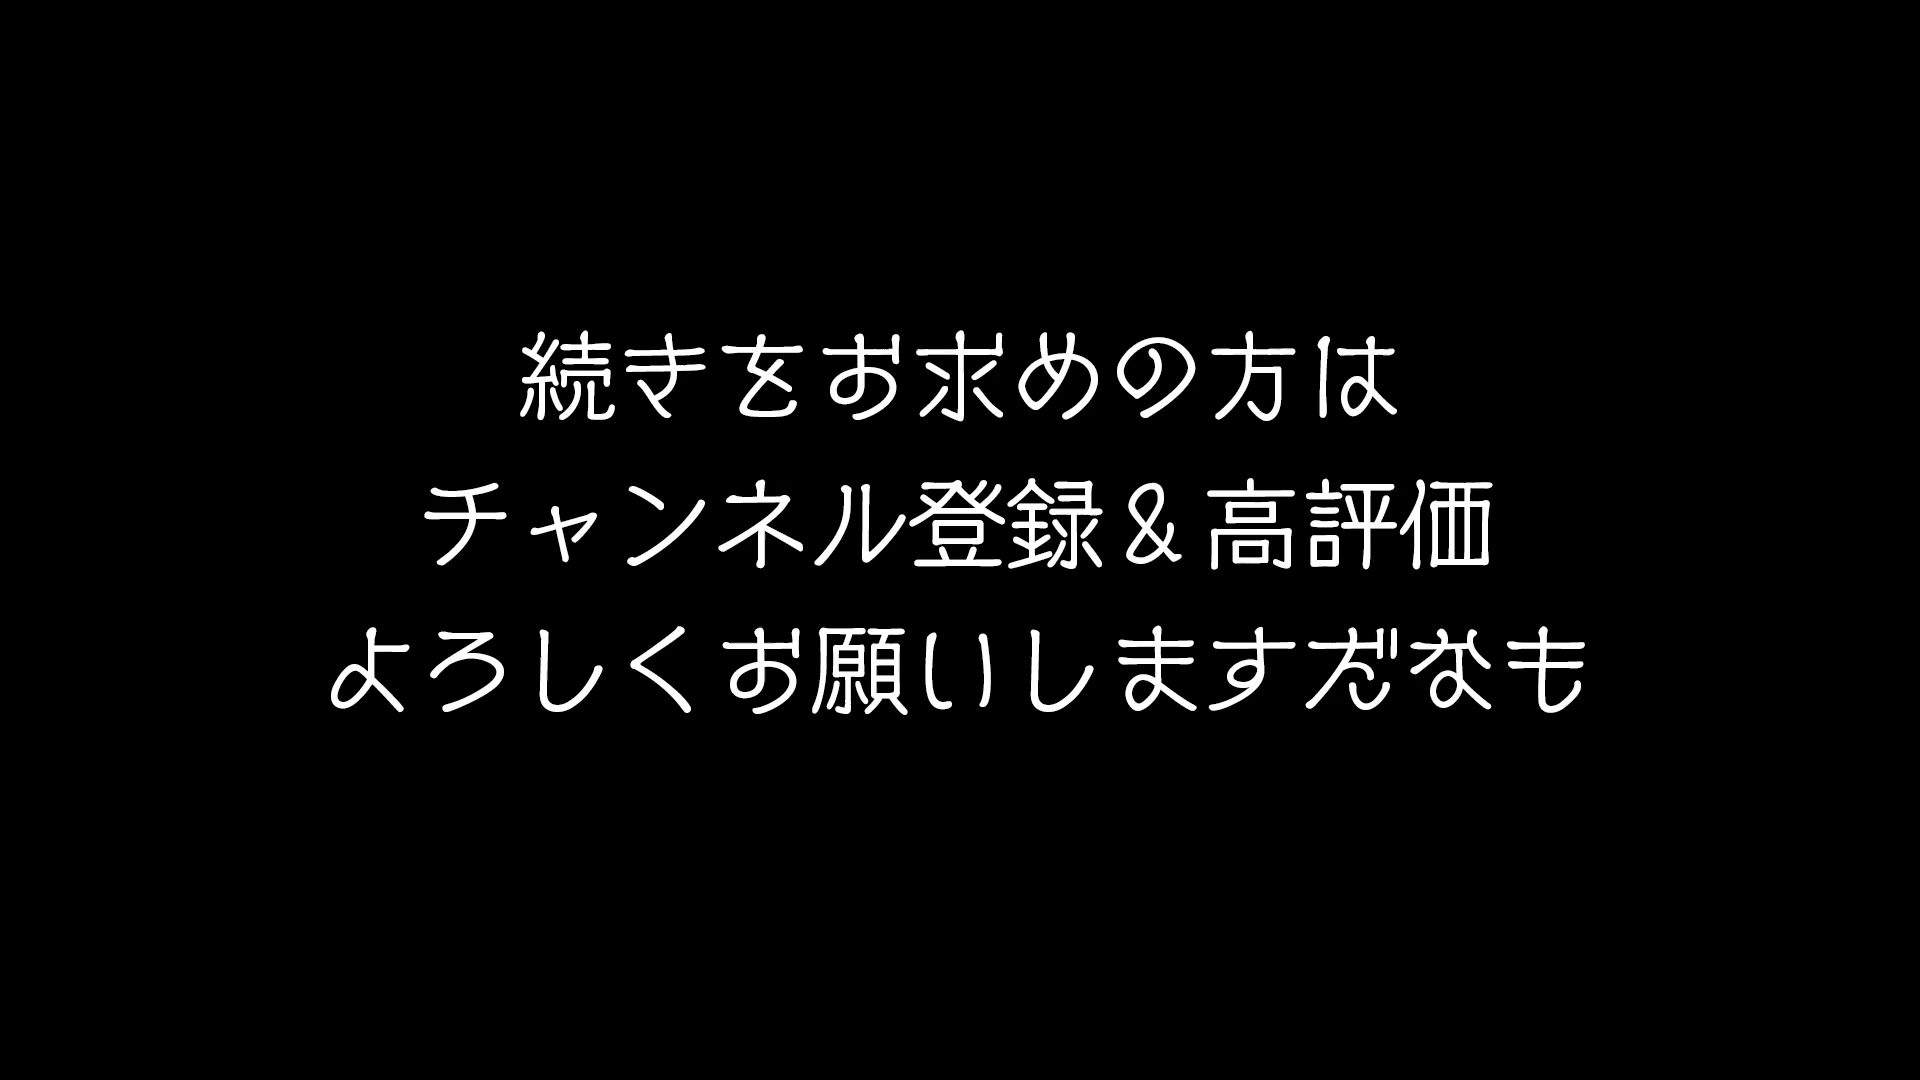 続きをお求めの方は
チャンネル登録＆高評価
よろしくお願いしますだなも